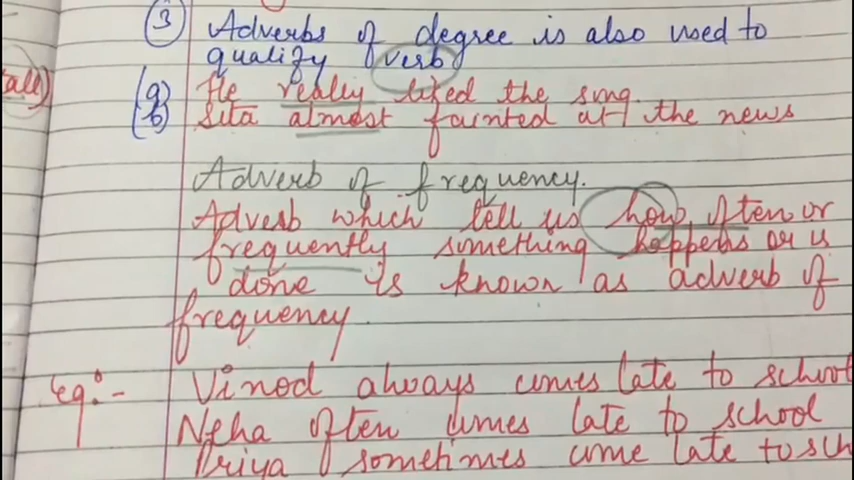 (3) Adverbs of degree is also used to
qualify verb
all)
(a) He really liked the song.
(b) Sita almost fainted at the news
Adverb of frequency.
Adverb which tell us how often or
frequently something happens or is
done is known as adverb of
frequency.
eg:- Vinod always comes late to school
Neha often comes late to school
Priya sometimes come late to sch